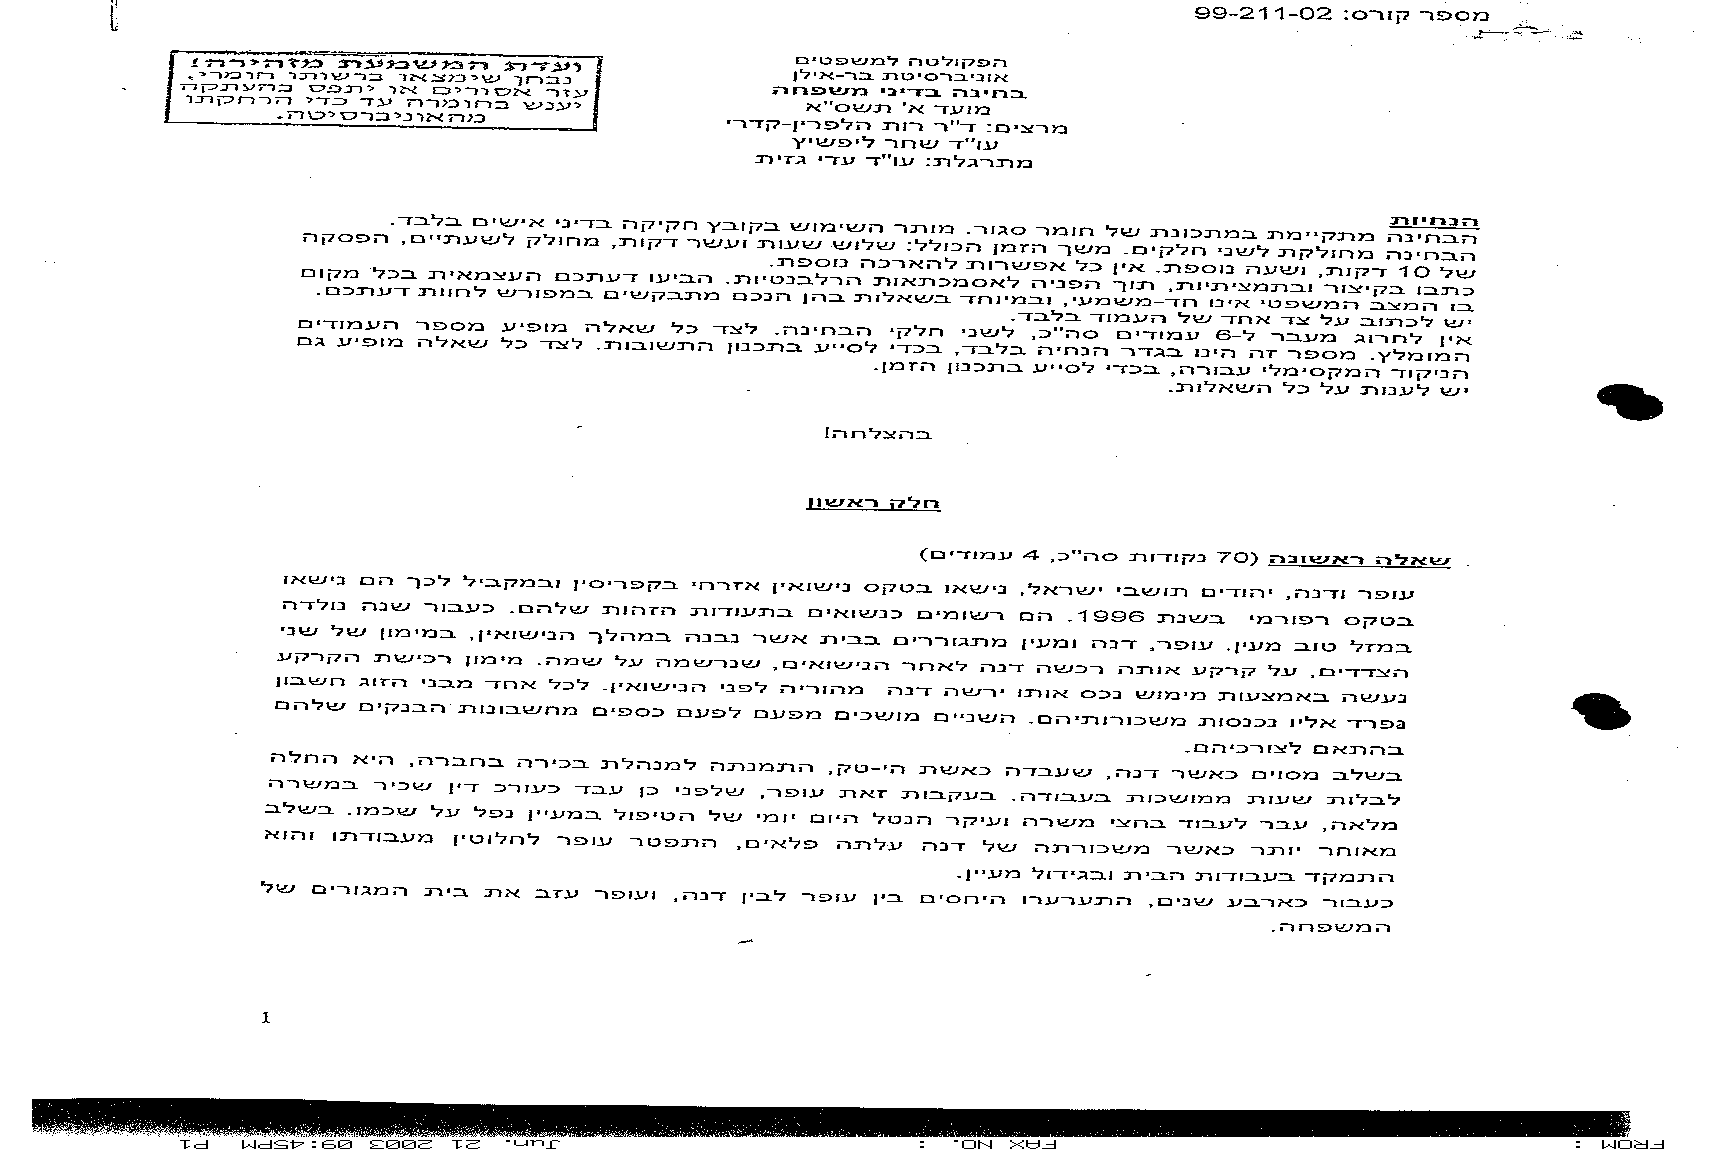 מספר קורס: 99-211-02
ועדת המשמעת מזהירה!
נבחן שימצאו ברשותו חומרי,
עזר אסורים או יתפס בהעתקה
יענש בחומרה עד כדי הרחקתו
מהאוניברסיטה.
הפקולטה למשפטים
אוניברסיטת בר-אילן
בחינה בדיני משפחה
מועד א' תשס"א
מרצים: ד"ר רות הלפרין-קדרי
עו"ד שחר ליפשיץ
מתרגלת: עו"ד עדי גזית
הנחיות
הבחינה מתקיימת במתכונת של חומר סגור. מותר השימוש בקובץ חקיקה בדיני אישים בלבד.
הבחינה מחולקת לשני חלקים. משך הזמן הכולל: שלוש שעות ועשר דקות, מחולק לשעתיים, הפסקה
של 10 דקות, ושעה נוספת. אין כל אפשרות להארכה נוספת.
כתבו בקיצור ובתמציתיות, תוך הפניה לאסמכתאות הרלבנטיות. הביעו דעתכם העצמאית בכל מקום
בו המצב המשפטי אינו חד-משמעי, ובמיוחד בשאלות בהן הנכם מתבקשים במפורש לחוות דעתכם.
יש לכתוב על צד אחד של העמוד בלבד.
אין לחרוג מעבר ל-6 עמודים סה"כ, לשני חלקי הבחינה. לצד כל שאלה מופיע מספר העמודים
המומלץ. מספר זה הינו בגדר הנחיה בלבד, בכדי לסייע בתכנון התשובות. לצד כל שאלה מופיע גם
הניקוד המקסימלי עבורה, בכדי לסייע בתכנון הזמן.
יש לענות על כל השאלות.
בהצלחה!
חלק ראשון
שאלה ראשונה (70 נקודות סה"כ, 4 עמודים)
עופר ודנה, יהודים תושבי ישראל, נישאו בטקס נישואין אזרחי בקפריסין ובמקביל לכך הם נישאו
בטקס רפורמי בשנת 1996. הם רשומים כנשואים בתעודות הזהות שלהם. כעבור שנה נולדה
במזל טוב מעין. עופר, דנה ומעין מתגוררים בבית אשר נבנה במהלך הנישואין, במימון של שני
הצדדים, על קרקע אותה רכשה דנה לאחר הנישואים, שנרשמה על שמה. מימון רכישת הקרקע
נעשה באמצעות מימוש נכס אותו ירשה דנה מהוריה לפני הנישואין. לכל אחד מבני הזוג חשבון
נפרד אליו נכנסות משכורותיהם. השניים מושכים מפעם לפעם כספים מחשבונות הבנקים שלהם
בהתאם לצורכיהם.
בשלב מסוים כאשר דנה, שעבדה כאשת הי-טק, התמנתה למנהלת בכירה בחברה, היא החלה
לבלות שעות ממושכות בעבודה. בעקבות זאת עופר, שלפני כן עבד כעורכ דין שכיר במשרה
מלאה, עבר לעבוד בחצי משרה ועיקר הנטל היום יומי של הטיפול במעיין נפל על שכמו. בשלב
מאוחר יותר כאשר משכורתה של דנה עלתה פלאים, התפטר עופר לחלוטין מעבודתו והוא
התמקד בעבודות הבית ובגידול מעיין.
כעבור כארבע שנים, התערערו היחסים בין עופר לבין דנה, ועופר עזב את בית המגורים של
המשפחה.
1
FROM : FAX NO. : Jun. 21 2003 09:45PM P1